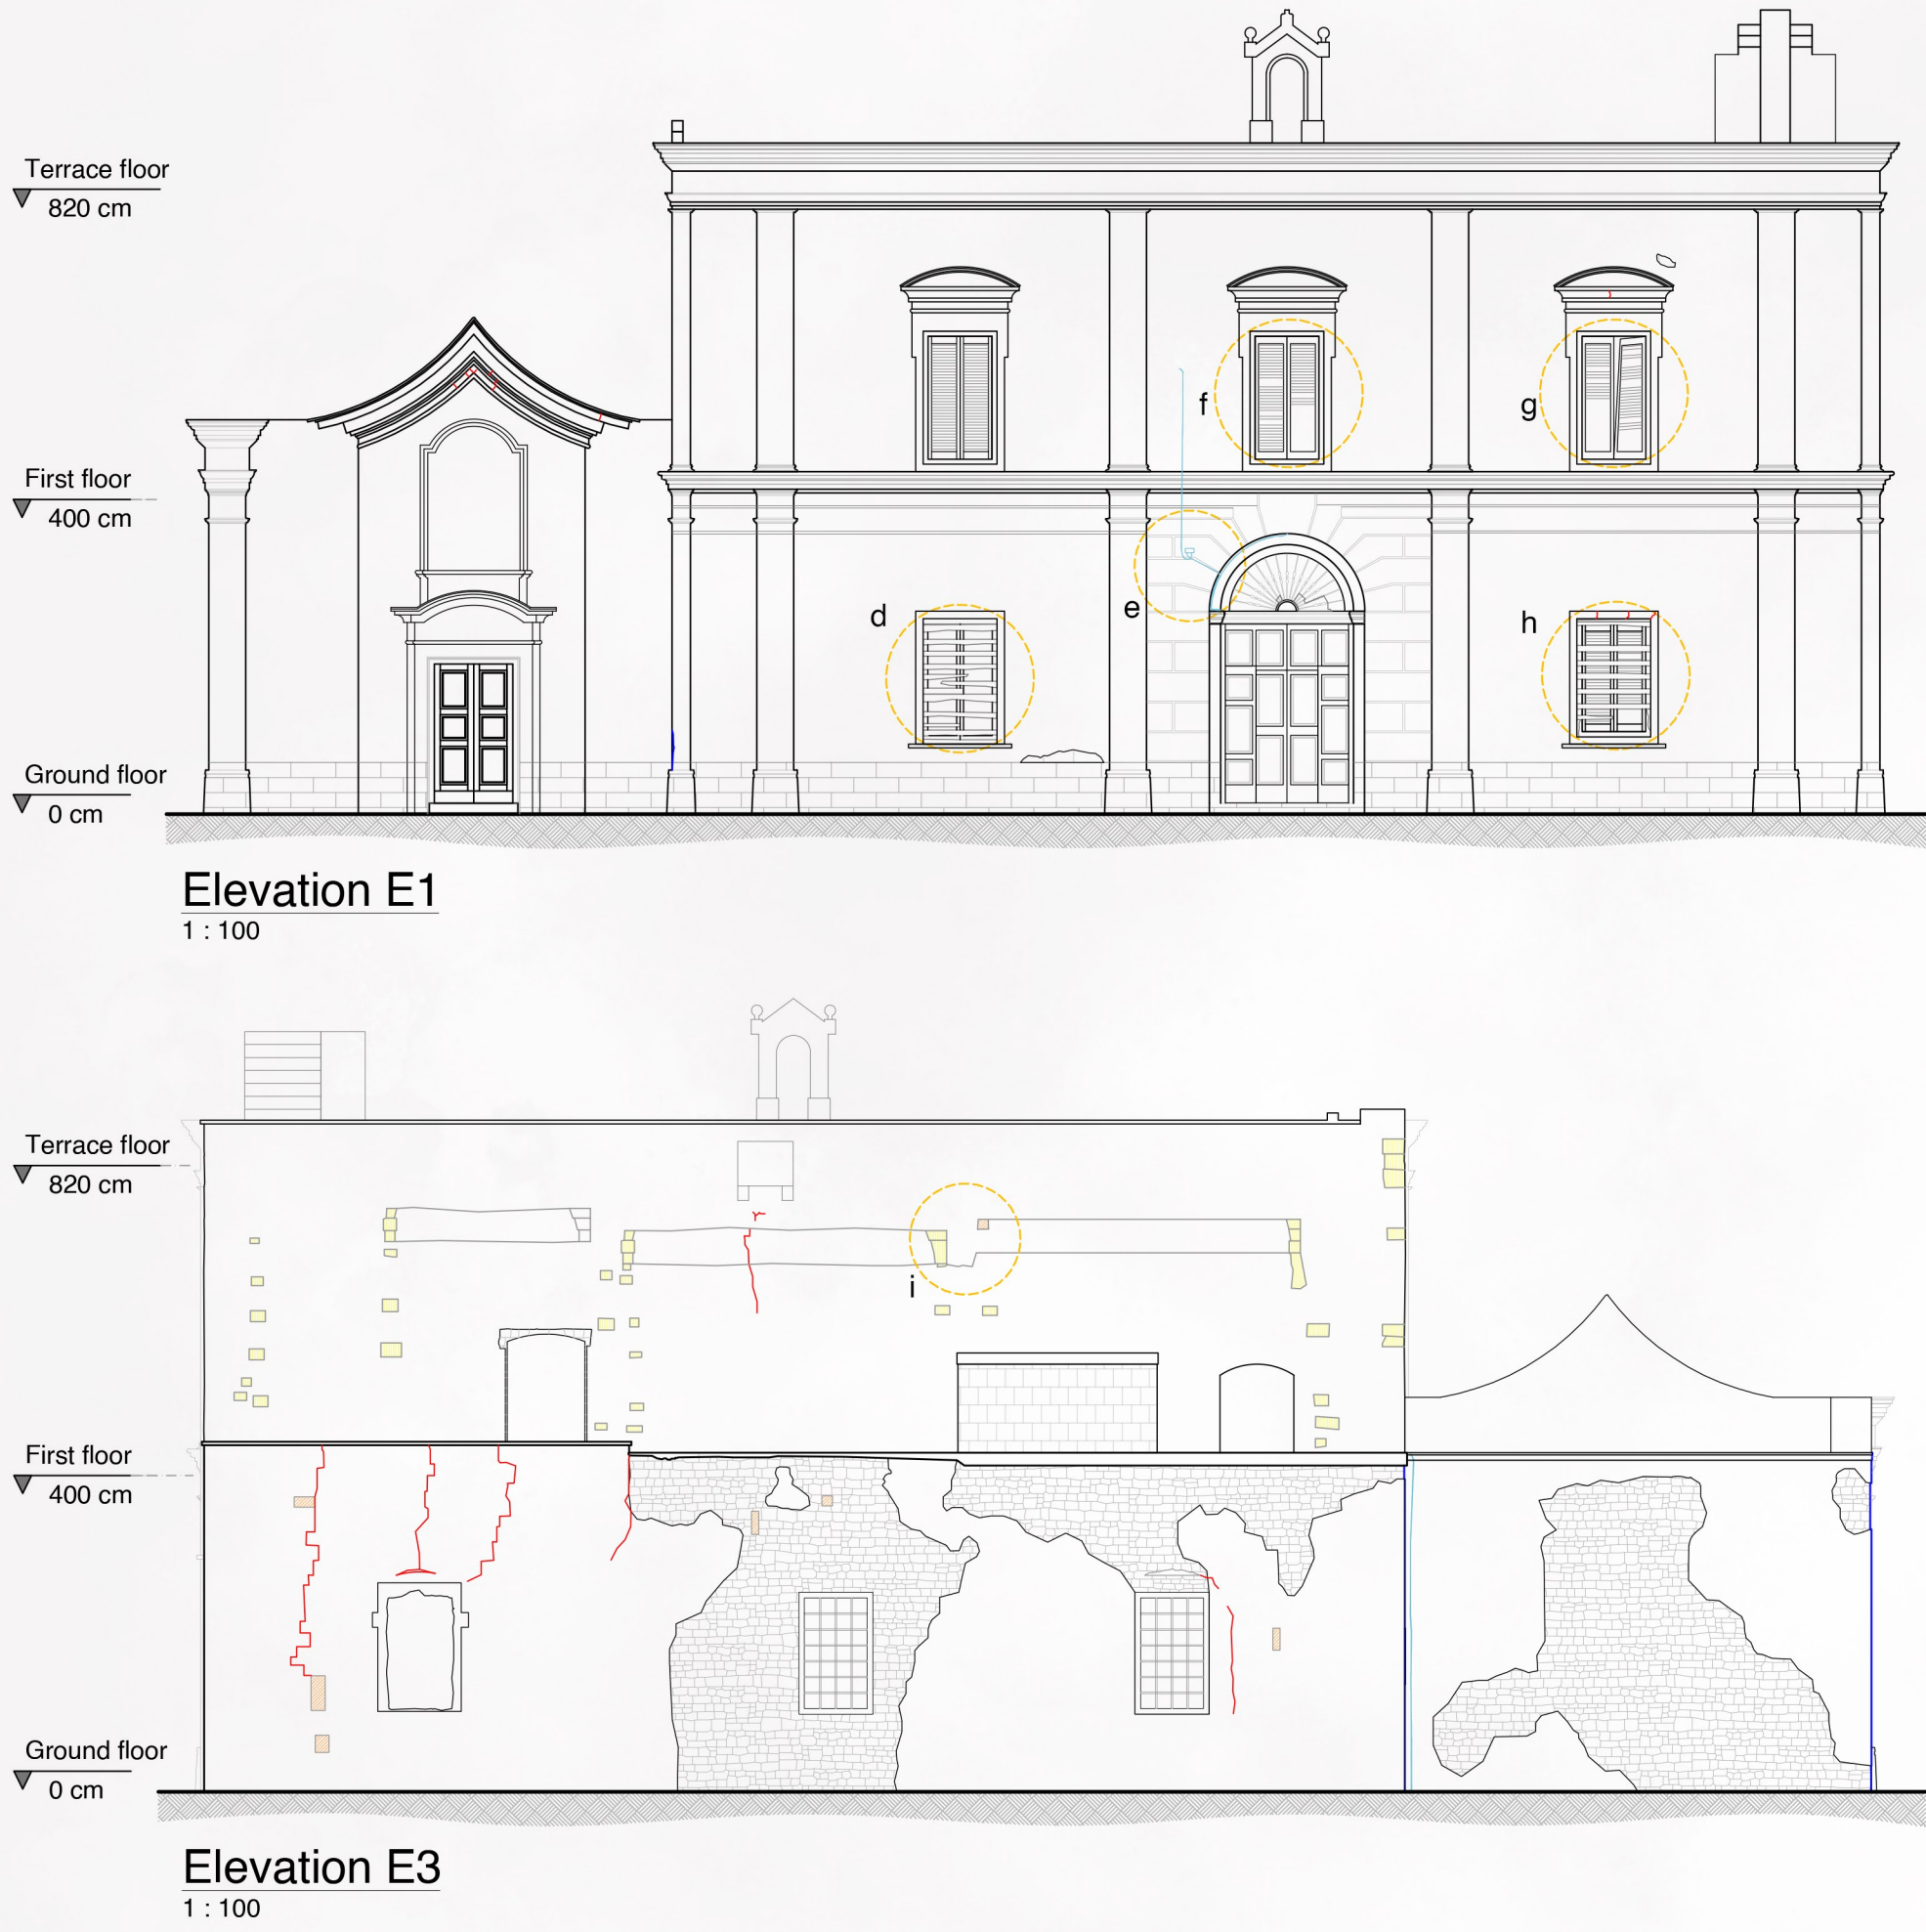 Terrace floor
820 cm
f
g
First floor
400 cm
d
e
h
Ground floor
0 cm
Elevation E1
1 : 100
Terrace floor
820 cm
i
First floor
400 cm
Ground floor
0 cm
Elevation E3
1 : 100